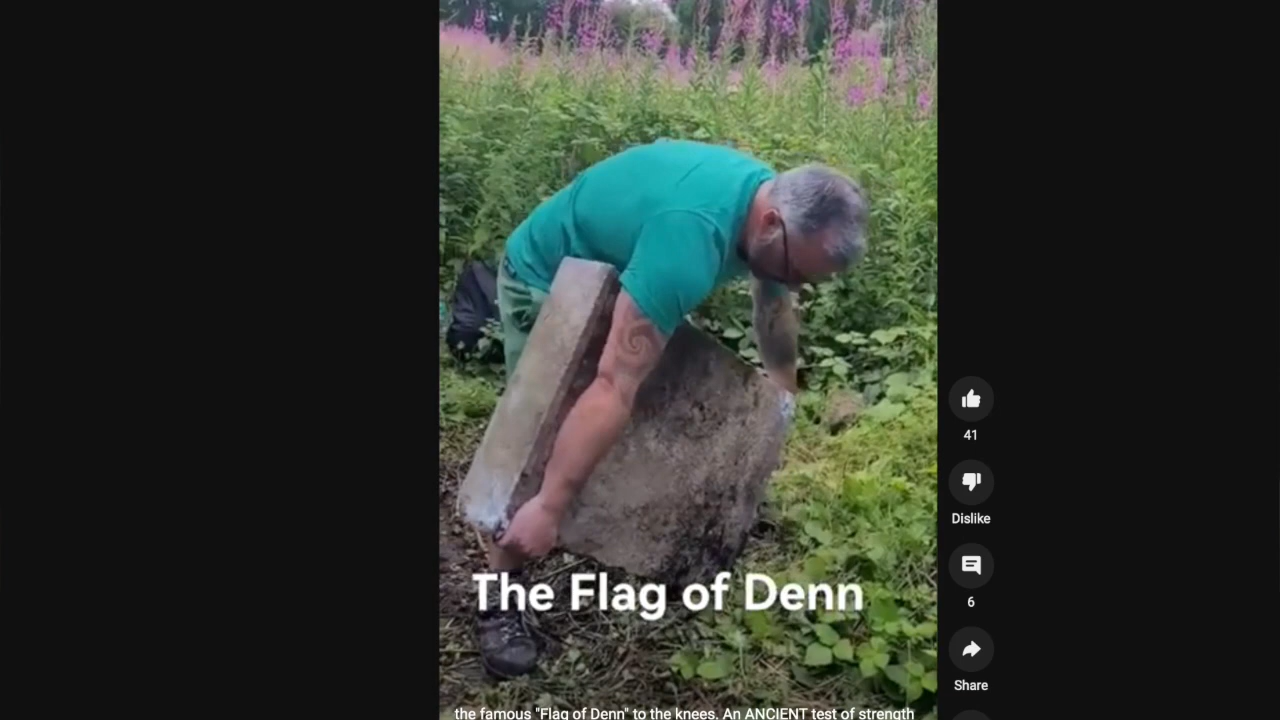 41
Dislike
6
The Flag of Denn
Share
the famous "Flag of Denn" to the knees. An ANCIENT test of strength